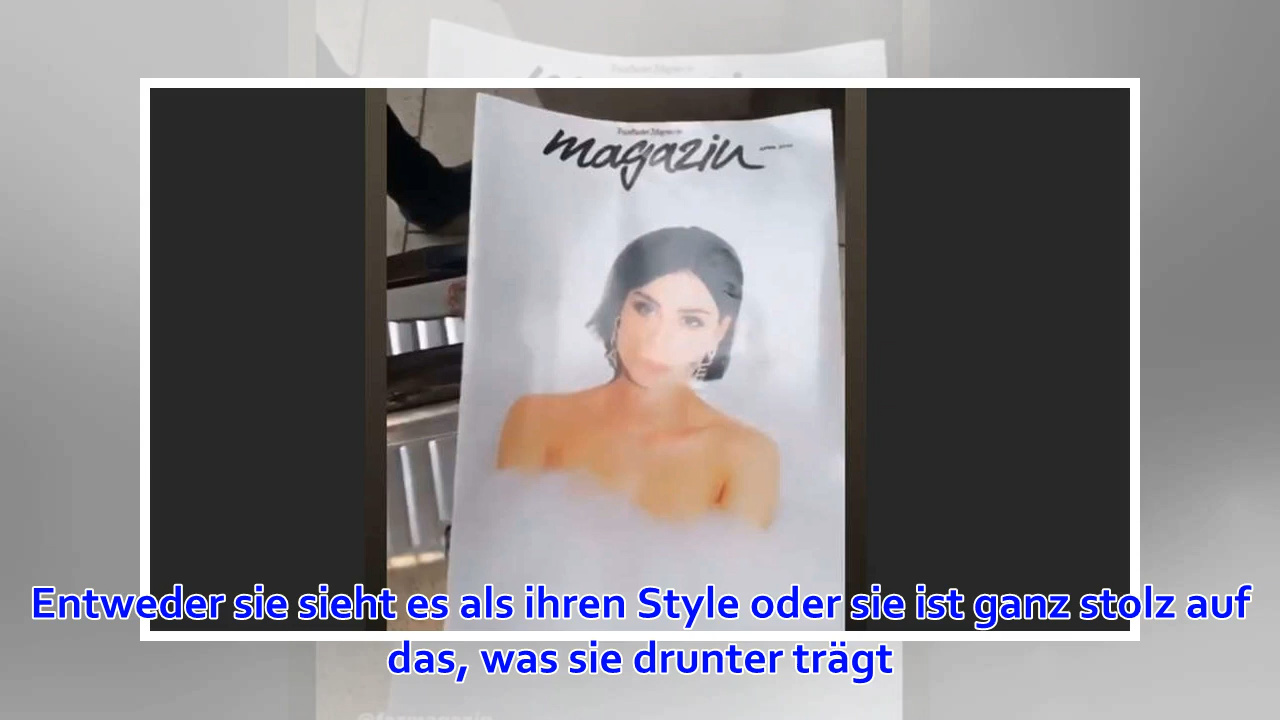 magazin
Entweder sie sieht es als ihren Style oder sie ist ganz stolz auf
das, was sie drunter trägt